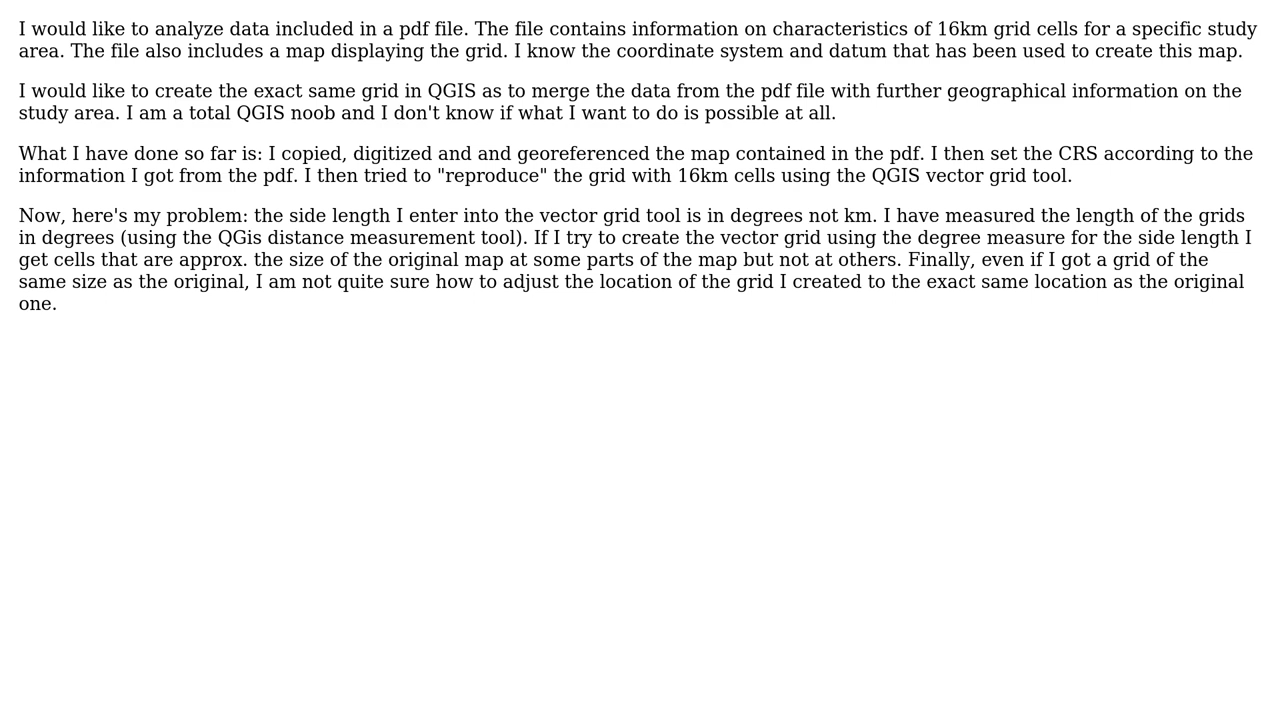 I would like to analyze data included in a pdf file. The file contains information on characteristics of 16km grid cells for a specific study
area. The file also includes a map displaying the grid. I know the coordinate system and datum that has been used to create this map.
I would like to create the exact same grid in QGIS as to merge the data from the pdf file with further geographical information on the
study area. I am a total QGIS noob and I don't know if what I want to do is possible at all.
What I have done so far is: I copied, digitized and and georeferenced the map contained in the pdf. I then set the CRS according to the
information I got from the pdf. I then tried to "reproduce" the grid with 16km cells using the QGIS vector grid tool.
Now, here's my problem: the side length I enter into the vector grid tool is in degrees not km. I have measured the length of the grids
in degrees (using the QGis distance measurement tool). If I try to create the vector grid using the degree measure for the side length I
get cells that are approx. the size of the original map at some parts of the map but not at others. Finally, even if I got a grid of the
same size as the original, I am not quite sure how to adjust the location of the grid I created to the exact same location as the original
one.